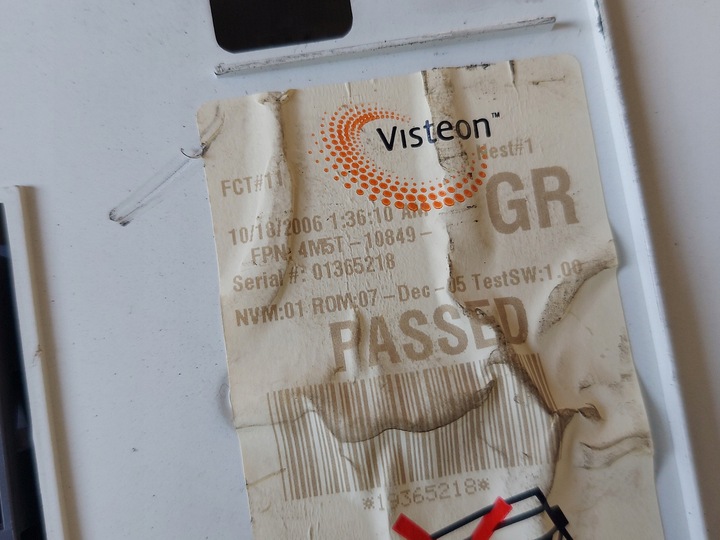 Visteon™
FCT#11 Nest#1
GR
10/18/2006 1:36:10 AM
FPN: 4M5T-10849-
Serial #: 01365218
NVM:01 ROM:07-Dec-05 TestSW:1.00
PASSED
*19365218*